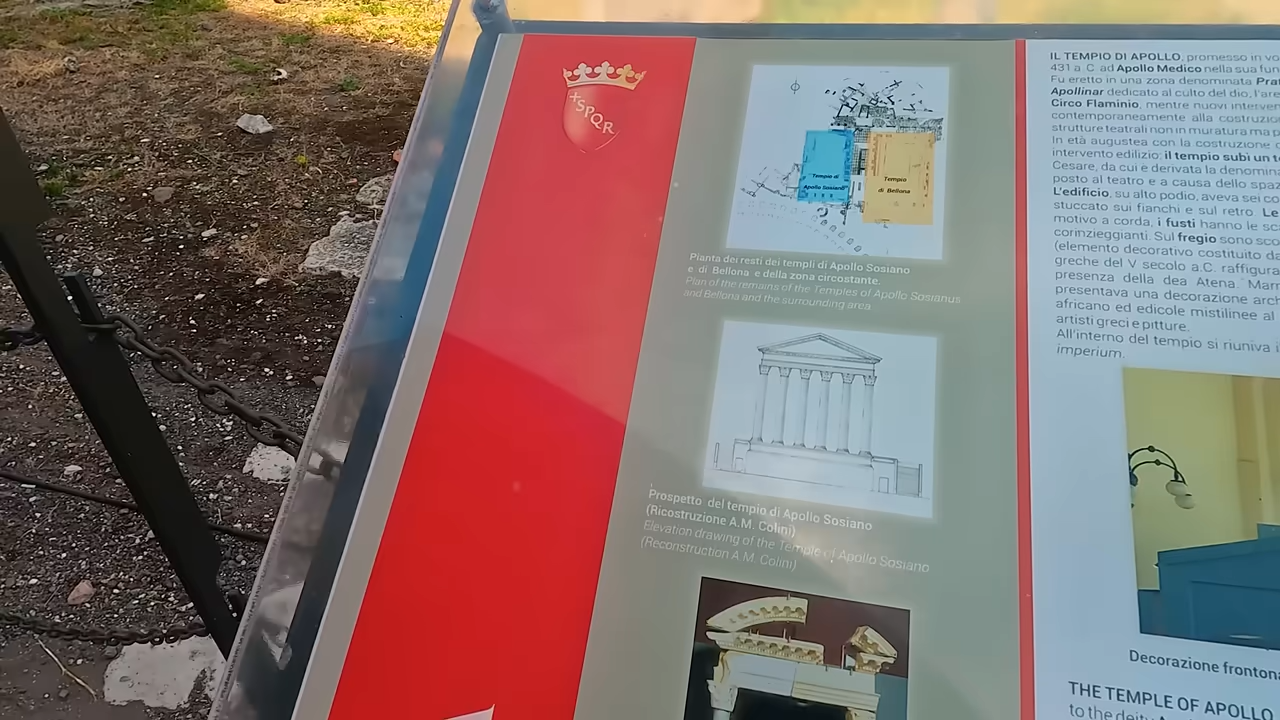 SPQR
Tempio di
Apollo Sosiano
Tempio
di Bellona
Pianta dei resti dei templi di Apollo Sosiano
e di Bellona e della zona circostante.
Plan of the remains of the Temples of Apollo Sosianus
and Bellona and the surrounding area
Prospetto del tempio di Apollo Sosiano
(Ricostruzione A.M. Colini)
Elevation drawing of the Temple of Apollo Sosiano
(Reconstruction A.M. Colini)
IL TEMPIO DI APOLLO, promesso in vo
431 a. C. ad Apollo Medico nella sua fun
Fu eretto in una zona denominata Prat
Apollinar dedicato al culto del dio, l'are
Circo Flaminio, mentre nuovi interven
contemporaneamente alla costruzio
strutture teatrali non in muratura ma p
In età augustea con la costruzione d
intervento edilizio: il tempio subì un t
Cesare, da cui è derivata la denomina
posto al teatro e a causa dello spaz
L'edificio, su alto podio, aveva sei co
stuccato sui fianchi e sul retro. Le
motivo a corda, i fusti hanno le sc
corinzieggianti. Sul fregio sono sco
(elemento decorativo costituito da
greche del V secolo a.C. raffigura
presenza della dea Atena. Marm
presentava una decorazione arch
africano ed edicole mistilinee al
artisti greci e pitture.
All'interno del tempio si riuniva i
imperium.
Decorazione frontona
THE TEMPLE OF APOLLO
to the deity